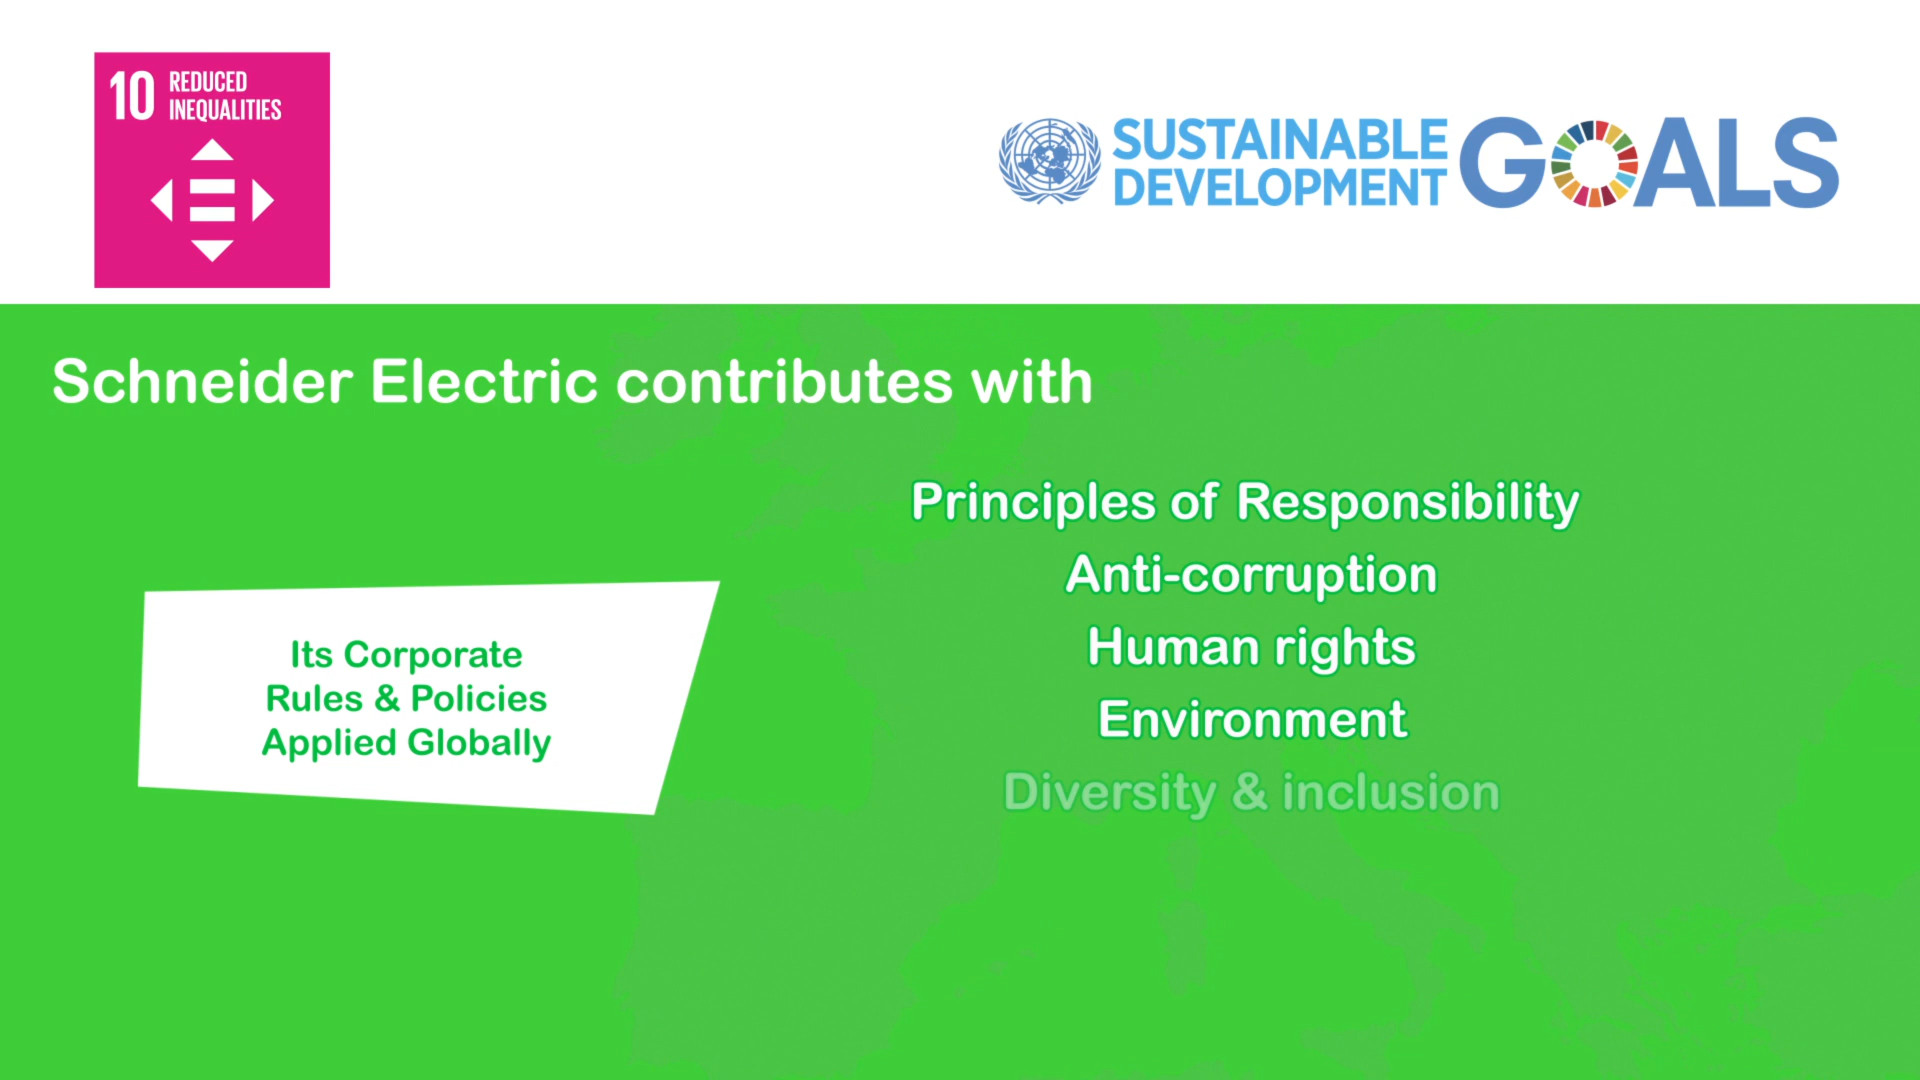 10 REDUCED
INEQUALITIES
SUSTAINABLE
DEVELOPMENT GOALS
Schneider Electric contributes with
Its Corporate
Rules & Policies
Applied Globally
Principles of Responsibility
Anti-corruption
Human rights
Environment
Diversity & inclusion